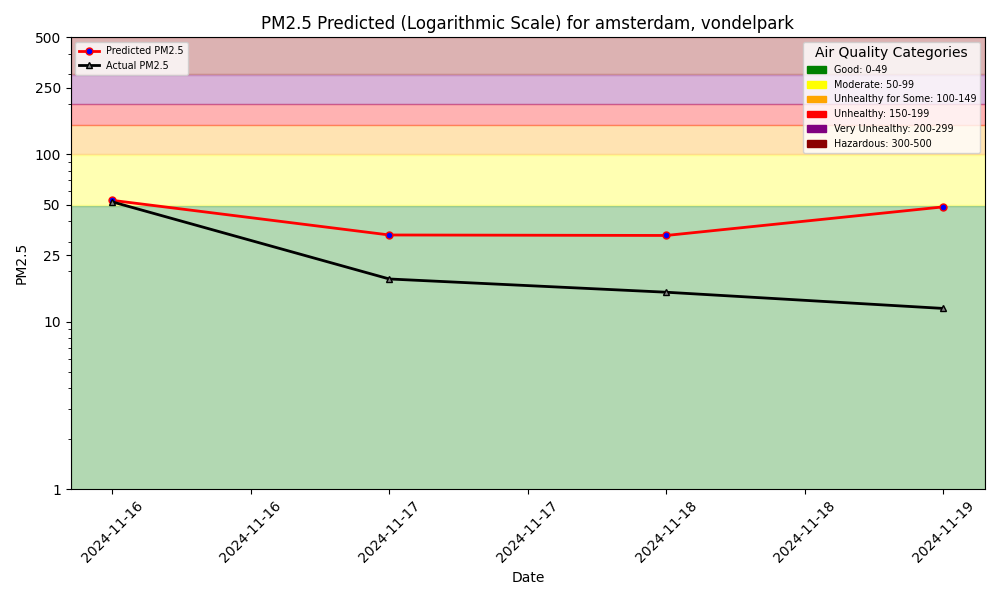 PM2.5 Predicted (Logarithmic Scale) for amsterdam, vondelpark
Predicted PM2.5
Actual PM2.5
Air Quality Categories
Good: 0-49
Moderate: 50-99
Unhealthy for Some: 100-149
Unhealthy: 150-199
Very Unhealthy: 200-299
Hazardous: 300-500
500
250
100
50
25
10
1
PM2.5
2024-11-16
2024-11-16
2024-11-17
2024-11-17
2024-11-18
2024-11-18
2024-11-19
Date